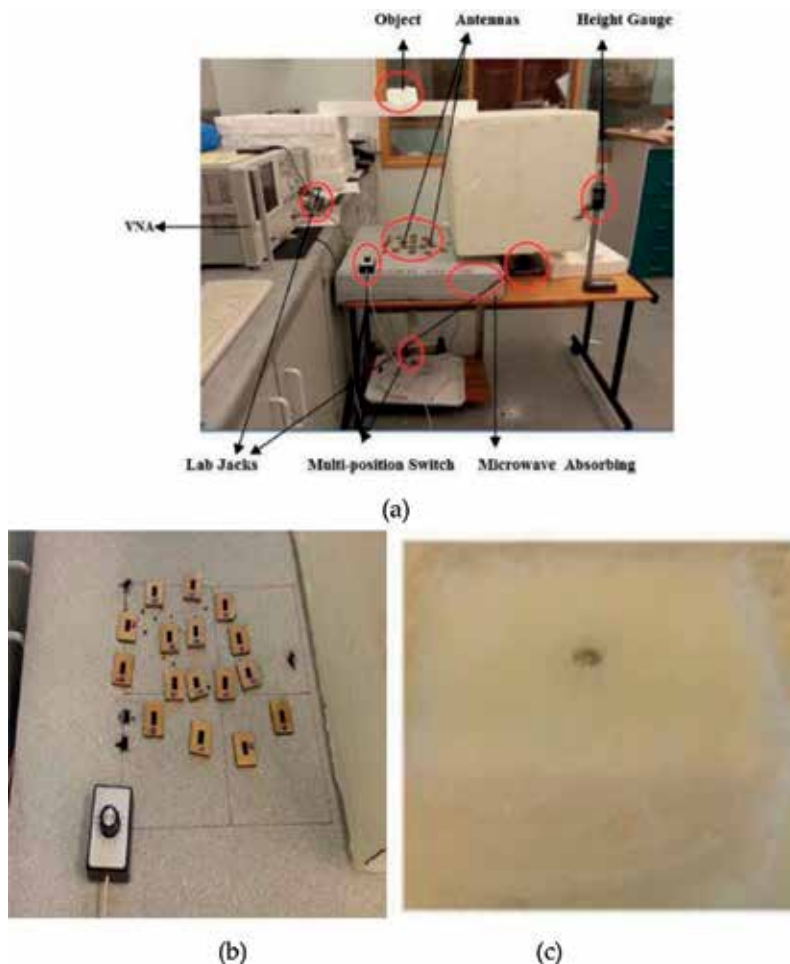 Object Antennas Height Gauge
VNA
Lab Jacks Multi-position Switch Microwave Absorbing
(a)
(b) (c)